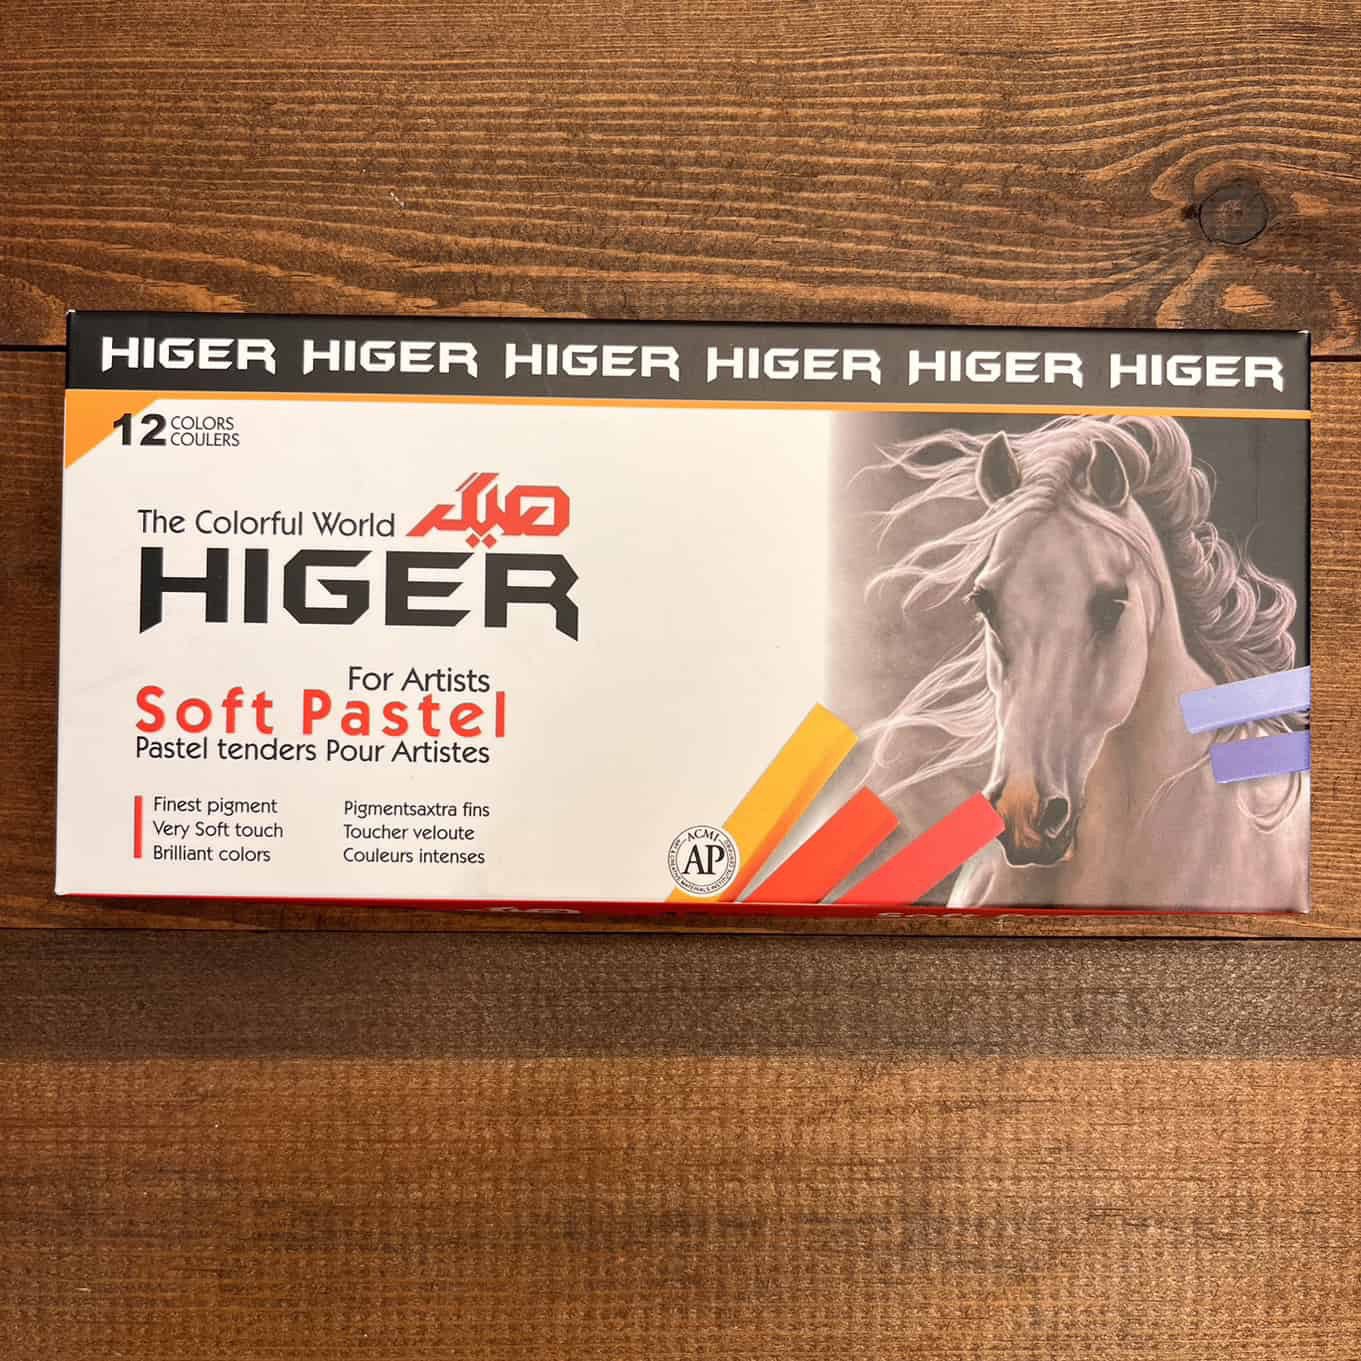 HIGER HIGER HIGER HIGER HIGER HIGER
12 COLORS
COULERS
The Colorful World هیگر
HIGER
For Artists
Soft Pastel
Pastel tenders Pour Artistes
Finest pigment
Very Soft touch
Brilliant colors
Pigmentsaxtra fins
Toucher veloute
Couleurs intenses
ACMI
AP